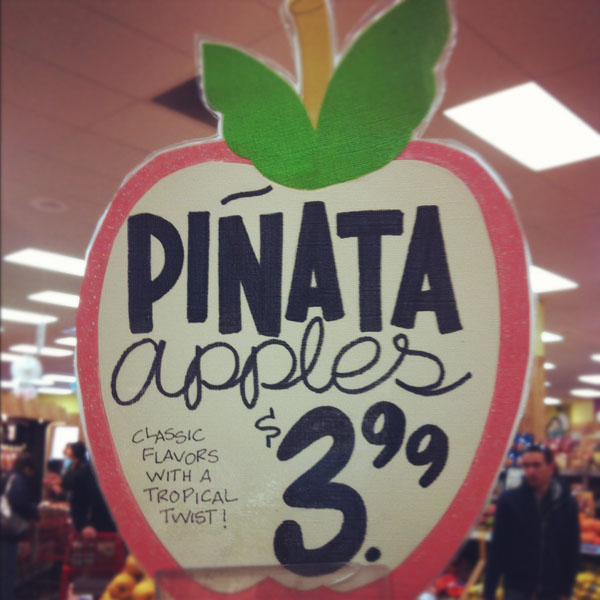 PIÑATA
apples
$3.99
CLASSIC
FLAVORS
WITH A
TROPICAL
TWIST!